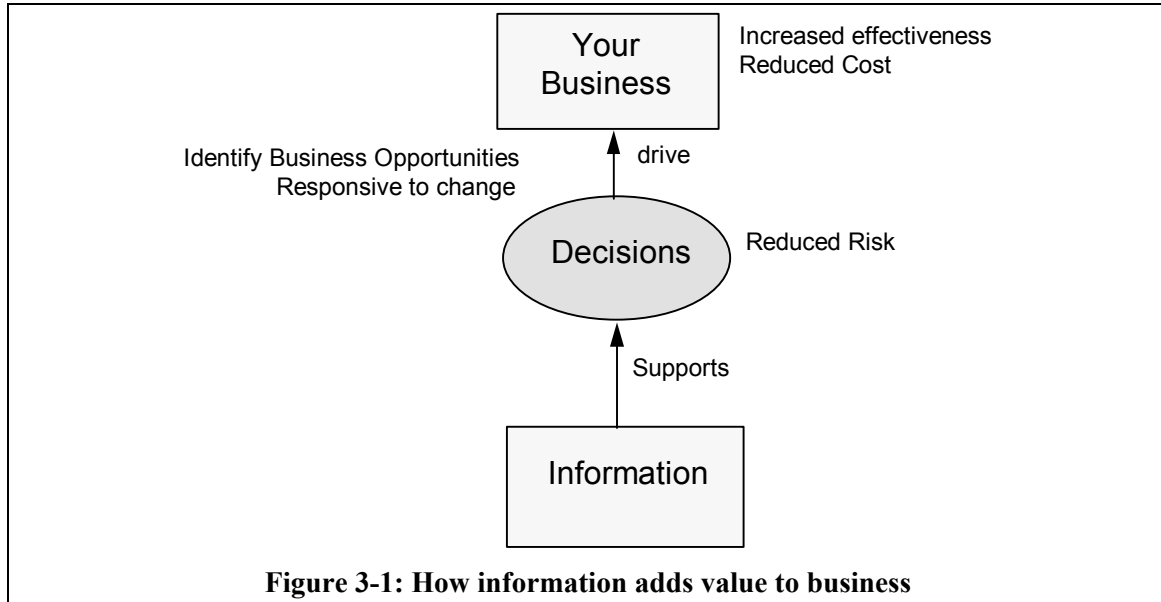 Your
Business
Increased effectiveness
Reduced Cost
drive
Identify Business Opportunities
Responsive to change
Decisions
Reduced Risk
Supports
Information
Figure 3-1: How information adds value to business